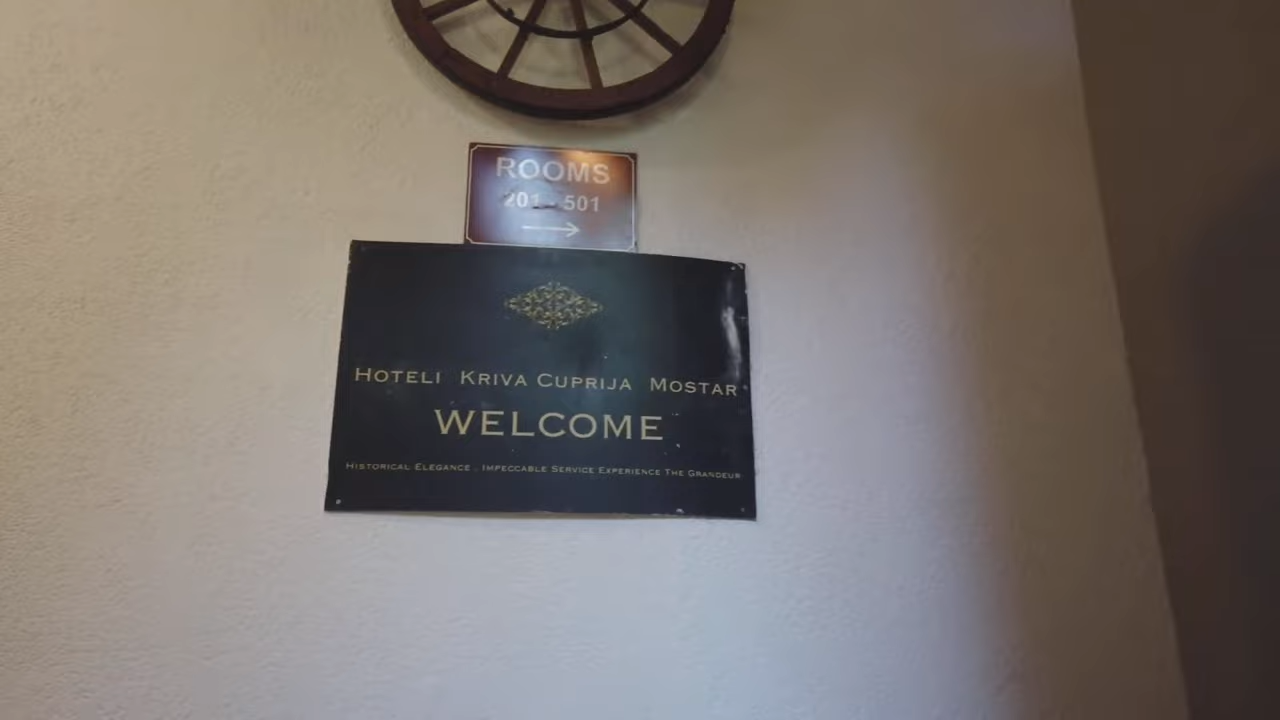 ROOMS
201 - 501
→
HOTELI KRIVA CUPRIJA MOSTAR
WELCOME
HISTORICAL ELEGANCE . IMPECCABLE SERVICE EXPERIENCE THE GRANDEUR